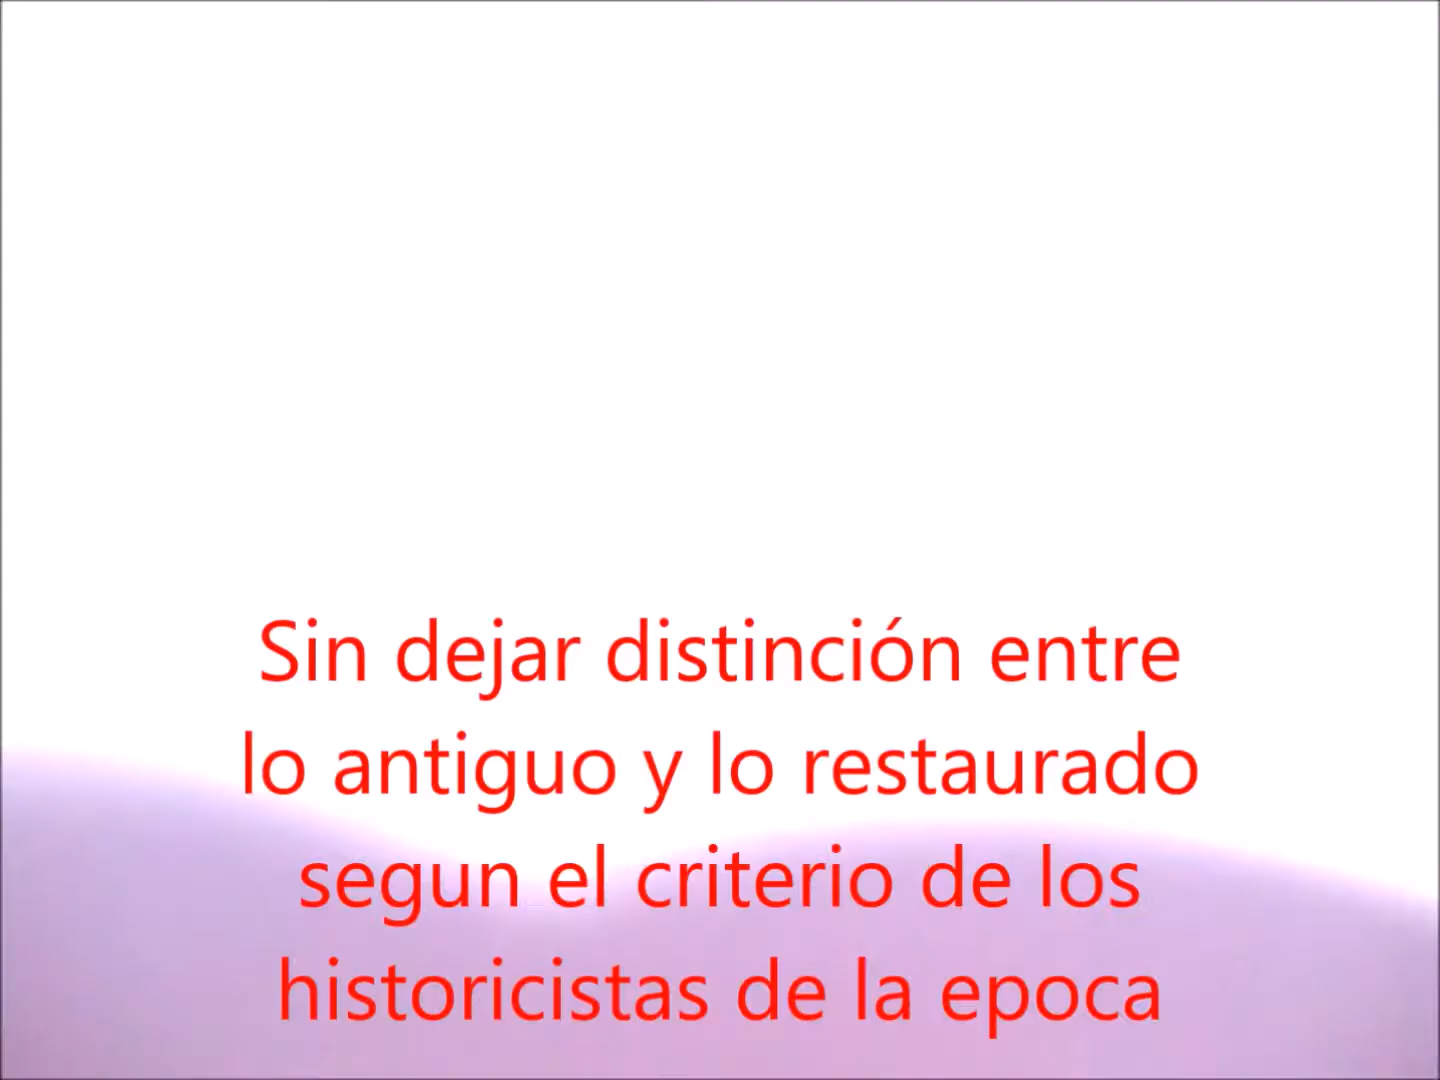 Sin dejar distinción entre
lo antiguo y lo restaurado
segun el criterio de los
historicistas de la epoca